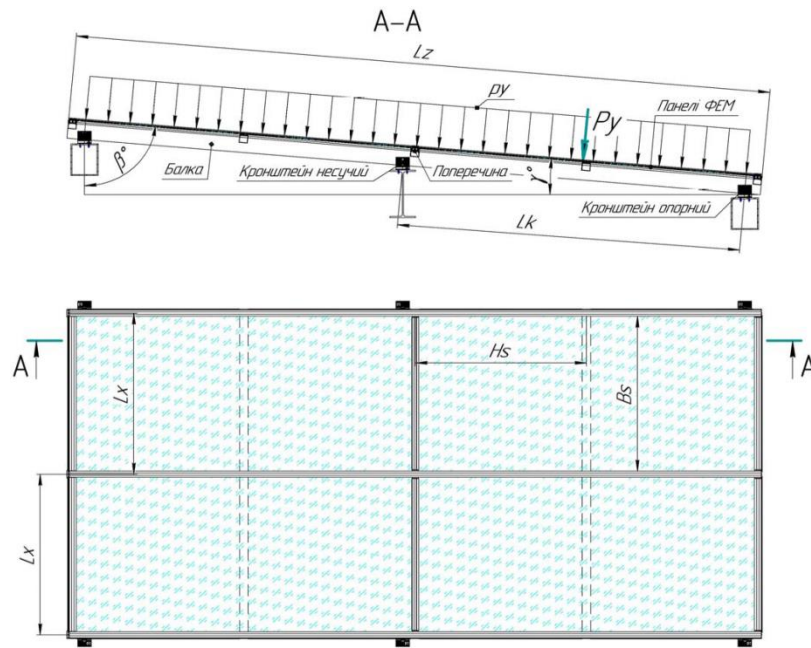 А-А
Lz
py
Py
Панелі ФЕМ
β°
Балка
Кронштейн несучий
Поперечина
γ°
Кронштейн опорний
Lk
А
А
Lx
Hs
Bs
Lx